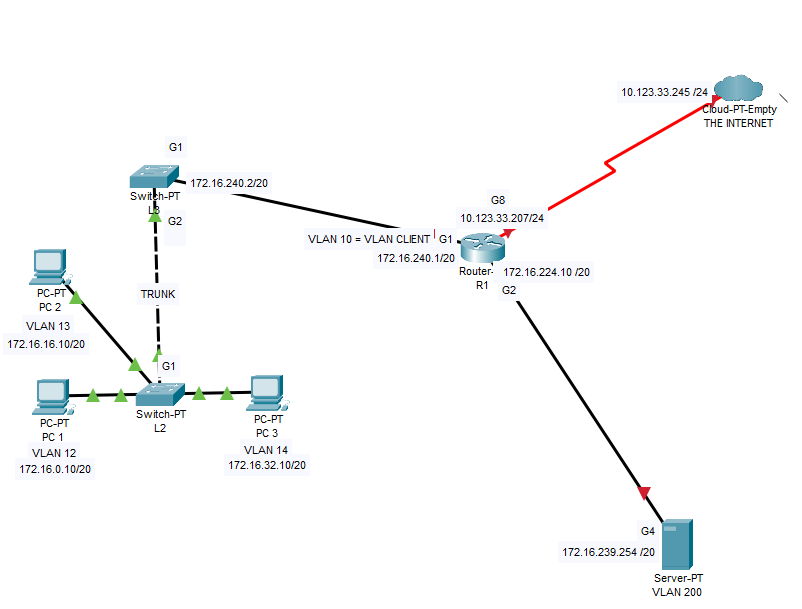 10.123.33.245 /24
Cloud-PT-Empty
THE INTERNET
G1
172.16.240.2/20
Switch-PT
L3
G2
G8
10.123.33.207/24
VLAN 10 = VLAN CLIENT
G1
172.16.240.1/20
Router-
R1
172.16.224.10 /20
G2
TRUNK
PC-PT
PC 2
VLAN 13
172.16.16.10/20
G1
Switch-PT
L2
PC-PT
PC 1
VLAN 12
172.16.0.10/20
PC-PT
PC 3
VLAN 14
172.16.32.10/20
G4
172.16.239.254 /20
Server-PT
VLAN 200